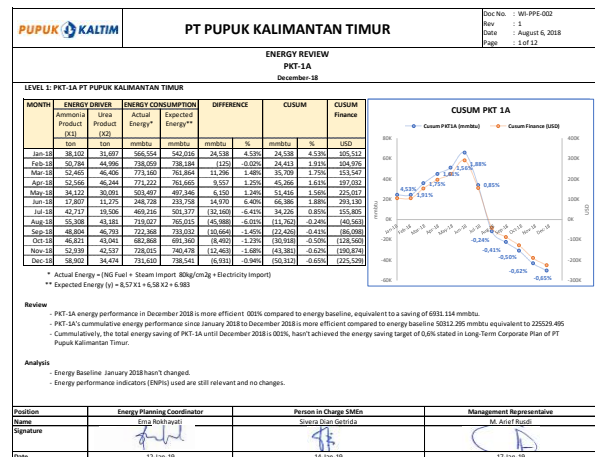 PUPUK KALTIM
PT PUPUK KALIMANTAN TIMUR
Doc No. : WI-PPE-002
Rev : 1
Date : August 6, 2018
Page : 1 of 12
ENERGY REVIEW
PKT-1A
December-18
LEVEL 1: PKT-1A PT PUPUK KALIMANTAN TIMUR
MONTH ENERGY DRIVER ENERGY CONSUMPTION DIFFERENCE CUSUM CUSUM Finance
Ammonia Product (X1) Urea Product (X2) Actual Energy* Expected Energy**
ton ton mmbtu mmbtu mmbtu % mmbtu % USD
Jan-18 38,102 31,697 566,554 542,016 24,538 4.53% 24,538 4.53% 105,512
Feb-18 50,784 44,996 738,059 738,184 (125) -0.02% 24,413 1.91% 104,976
Mar-18 52,465 46,406 773,160 761,864 11,296 1.48% 35,709 1.75% 153,547
Apr-18 52,566 46,244 771,222 761,665 9,557 1.25% 45,266 1.61% 197,032
May-18 34,122 30,091 503,497 497,346 6,150 1.24% 51,416 1.56% 225,017
Jun-18 17,807 11,275 248,728 233,758 14,970 6.40% 66,386 1.88% 293,130
Jul-18 42,717 19,506 469,216 501,377 (32,160) -6.41% 34,226 0.85% 155,805
Aug-18 55,308 43,181 719,027 765,015 (45,988) -6.01% (11,762) -0.24% (40,563)
Sep-18 48,804 46,793 722,368 733,032 (10,664) -1.45% (22,426) -0.41% (86,098)
Oct-18 46,821 43,041 682,868 691,360 (8,492) -1.23% (30,918) -0.50% (128,560)
Nov-18 52,939 42,537 728,015 740,478 (12,463) -1.68% (43,381) -0.62% (190,874)
Dec-18 58,902 34,474 731,610 738,541 (6,931) -0.94% (50,312) -0.65% (225,529)
* Actual Energy = (NG Fuel + Steam Import 80kg/cm2g + Electricity Import)
** Expected Energy (y) = 8,57 X1 + 6,58 X2 + 6.983
CUSUM PKT 1A
Cusum PKT1A (mmbtu) Cusum Finance (USD)
80K 60K 40K 20K -20K -40K -60K
mmbtu
400K 300K 200K 100K -100K -200K -300K -400K
USD
4,53% 1,91% 1,75% 1,56% 1,88% 0,85% -0,24% -0,41% -0,50% -0,62% -0,65%
Review
- PKT-1A energy performance in December 2018 is more efficient 001% compared to energy baseline, equivalent to a saving of 6931.114 mmbtu.
- PKT-1A's cummulative energy performance since January 2018 to December 2018 is more efficient compared to energy baseline 50312.295 mmbtu equivalent to 225529.495
- Cummulatively, the total energy saving of PKT-1A until December 2018 is 001%, hasn't achieved the energy saving target of 0,6% stated in Long-Term Corporate Plan of PT Pupuk Kalimantan Timur.
Analysis
- Energy Baseline January 2018 hasn't used.
- Energy performance indicators (ENPIs) used are still relevant and no changes.
Position Energy Planning Coordinator Person in Charge SMEn Management Representaive
Name Erna Rokhayati Sivera Dian Getrida M. Arief Rusdi
Signature
Date 12-Jan-19 14-Jan-19 17-Jan-19